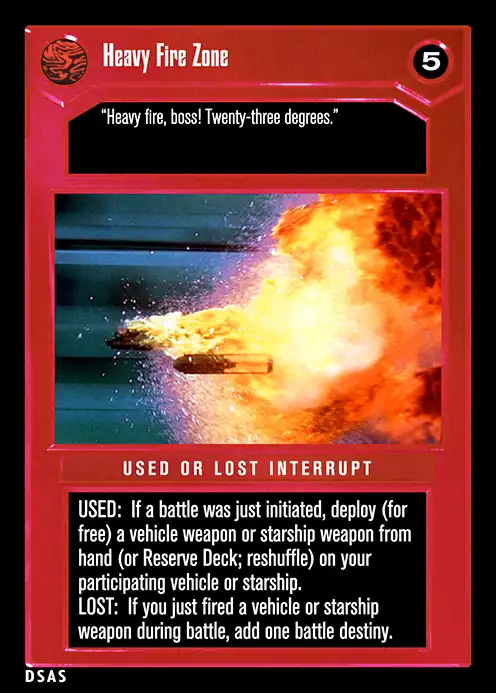 Heavy Fire Zone
5
“Heavy fire, boss! Twenty-three degrees.”
USED OR LOST INTERRUPT
USED: If a battle was just initiated, deploy (for
free) a vehicle weapon or starship weapon from
hand (or Reserve Deck; reshuffle) on your
participating vehicle or starship.
LOST: If you just fired a vehicle or starship
weapon during battle, add one battle destiny.
DSAS